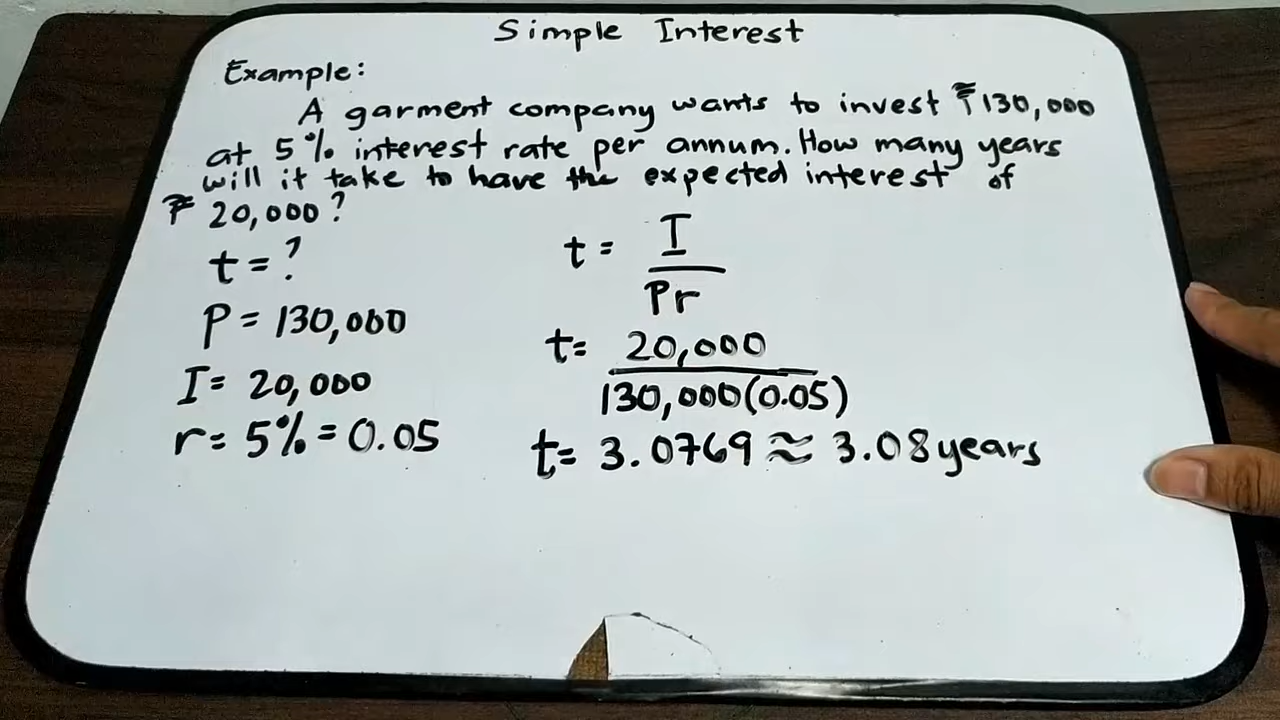 Simple Interest
Example:
A garment company wants to invest ₱130,000
at 5% interest rate per annum. How many years
will it take to have the expected interest of
₱ 20,000?
t = ?
P = 130,000
I = 20,000
r = 5% = 0.05
t = I
Pr
t = 20,000
130,000(0.05)
t = 3.0769 ≈ 3.08 years